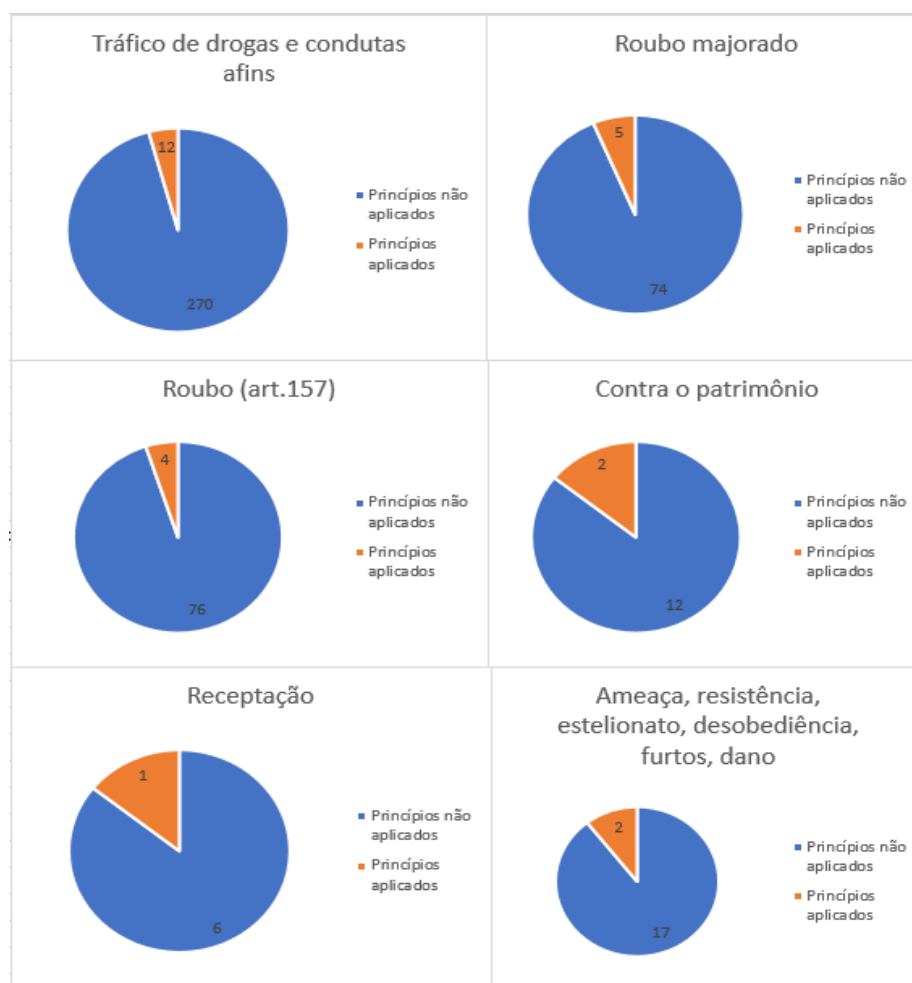 Tráfico de drogas e condutas
afins
12
270
Princípios não
aplicados
Princípios
aplicados
Roubo majorado
5
74
Princípios não
aplicados
Princípios
aplicados
Roubo (art.157)
4
76
Princípios não
aplicados
Princípios
aplicados
Contra o patrimônio
2
12
Princípios não
aplicados
Princípios
aplicados
Receptação
1
6
Princípios não
aplicados
Princípios
aplicados
Ameaça, resistência,
estelionato, desobediência,
furtos, dano
2
17
Princípios não
aplicados
Princípios
aplicados